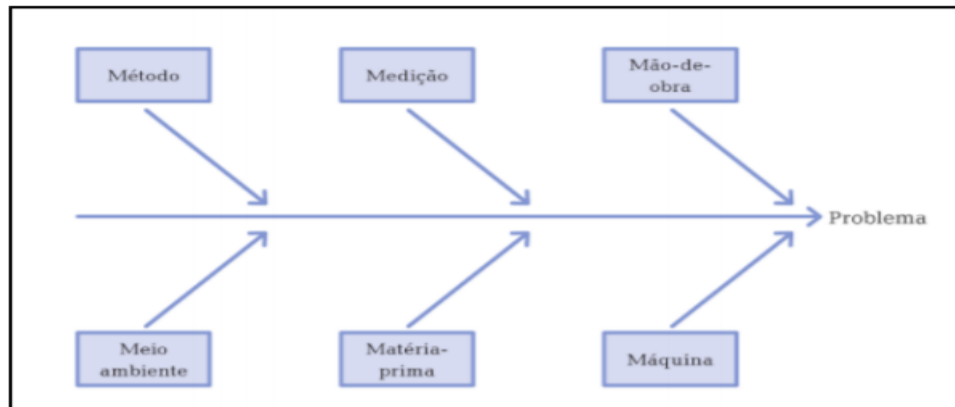 Método
Medição
Mão-de-
obra
Problema
Meio
ambiente
Matéria-
prima
Máquina